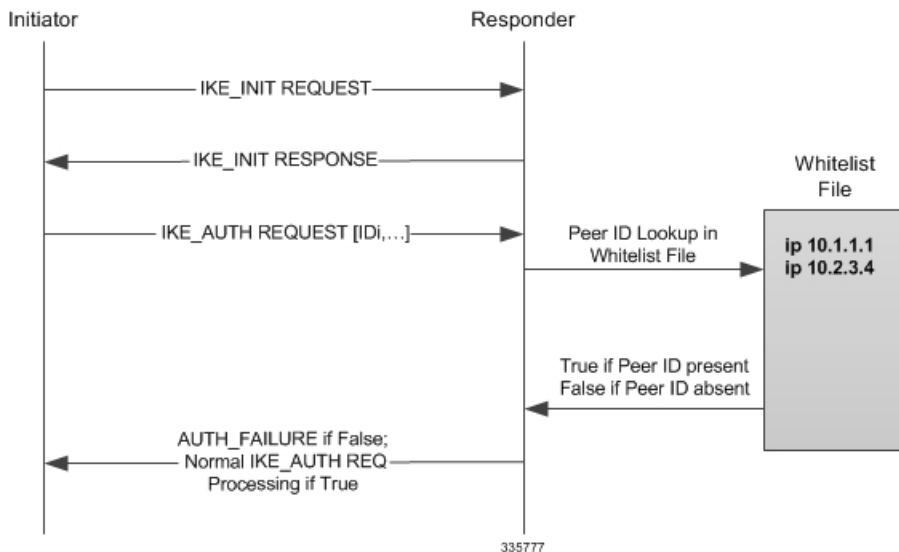 Initiator
Responder
IKE_INIT REQUEST
IKE_INIT RESPONSE
Whitelist
File
IKE_AUTH REQUEST [IDi,...]
Peer ID Lookup in
Whitelist File
ip 10.1.1.1
ip 10.2.3.4
True if Peer ID present
False if Peer ID absent
AUTH_FAILURE if False;
Normal IKE_AUTH REQ
Processing if True
335777